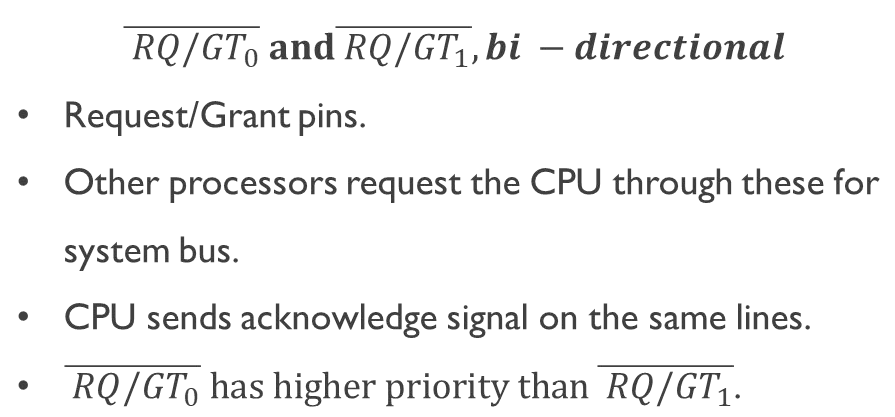 $\overline{RQ/GT_0}$ and $\overline{RQ/GT_1}$, bi − directional
• Request/Grant pins.
• Other processors request the CPU through these for
system bus.
• CPU sends acknowledge signal on the same lines.
• $\overline{RQ/GT_0}$ has higher priority than $\overline{RQ/GT_1}$.